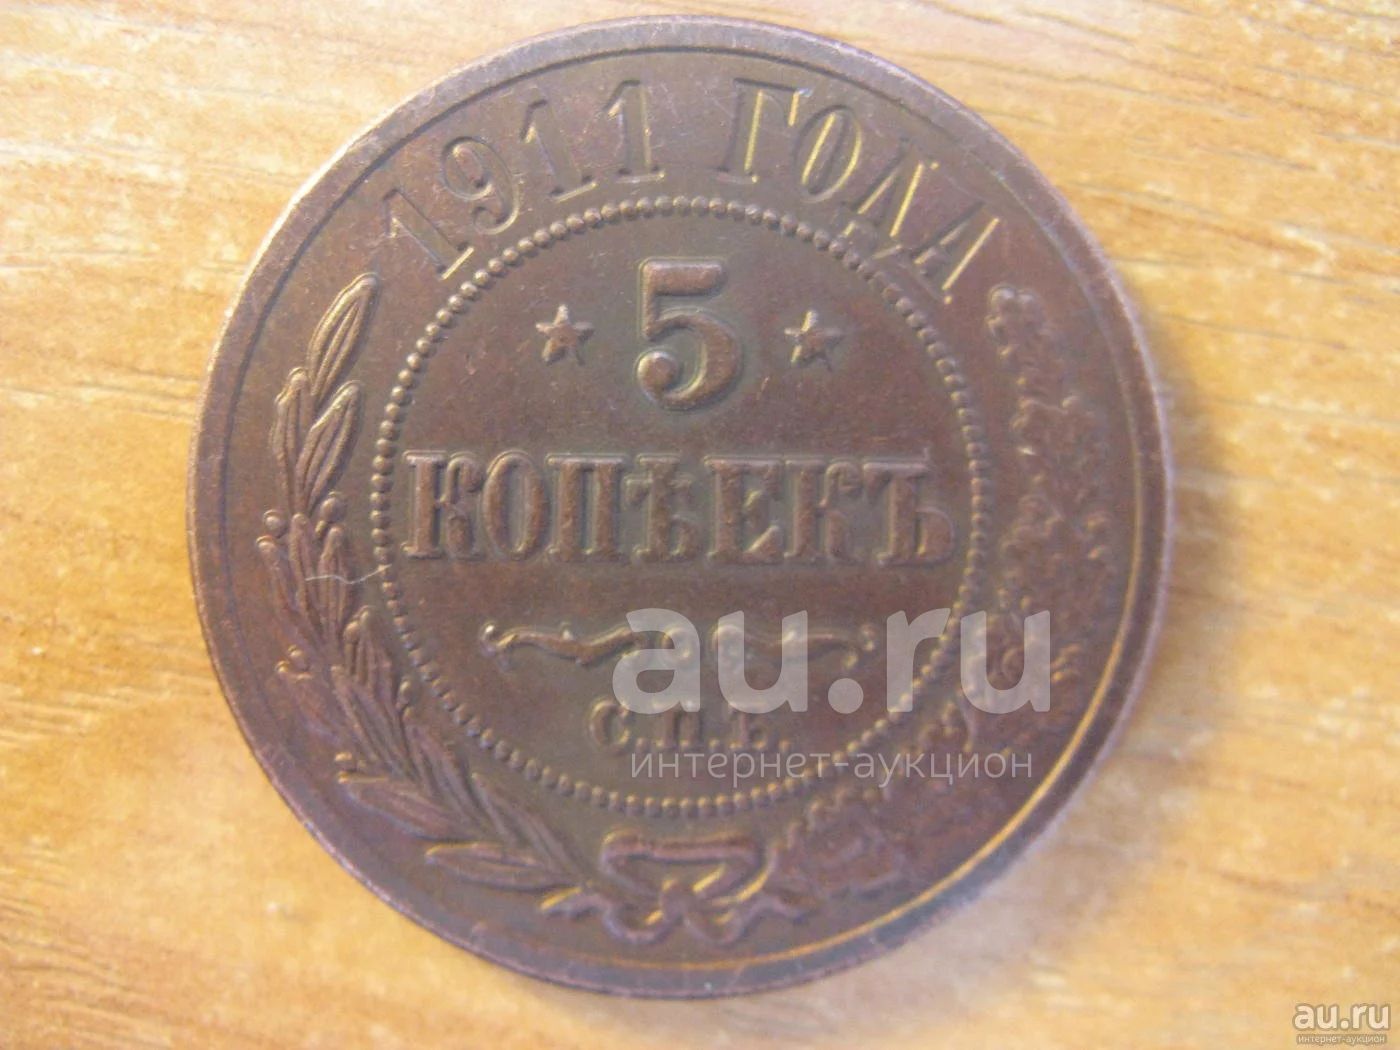 1911 ГОДА
5
КОПѢЕКЪ
С.П.Б.
au.ru
интернет-аукцион
au.ru
интернет-аукцион